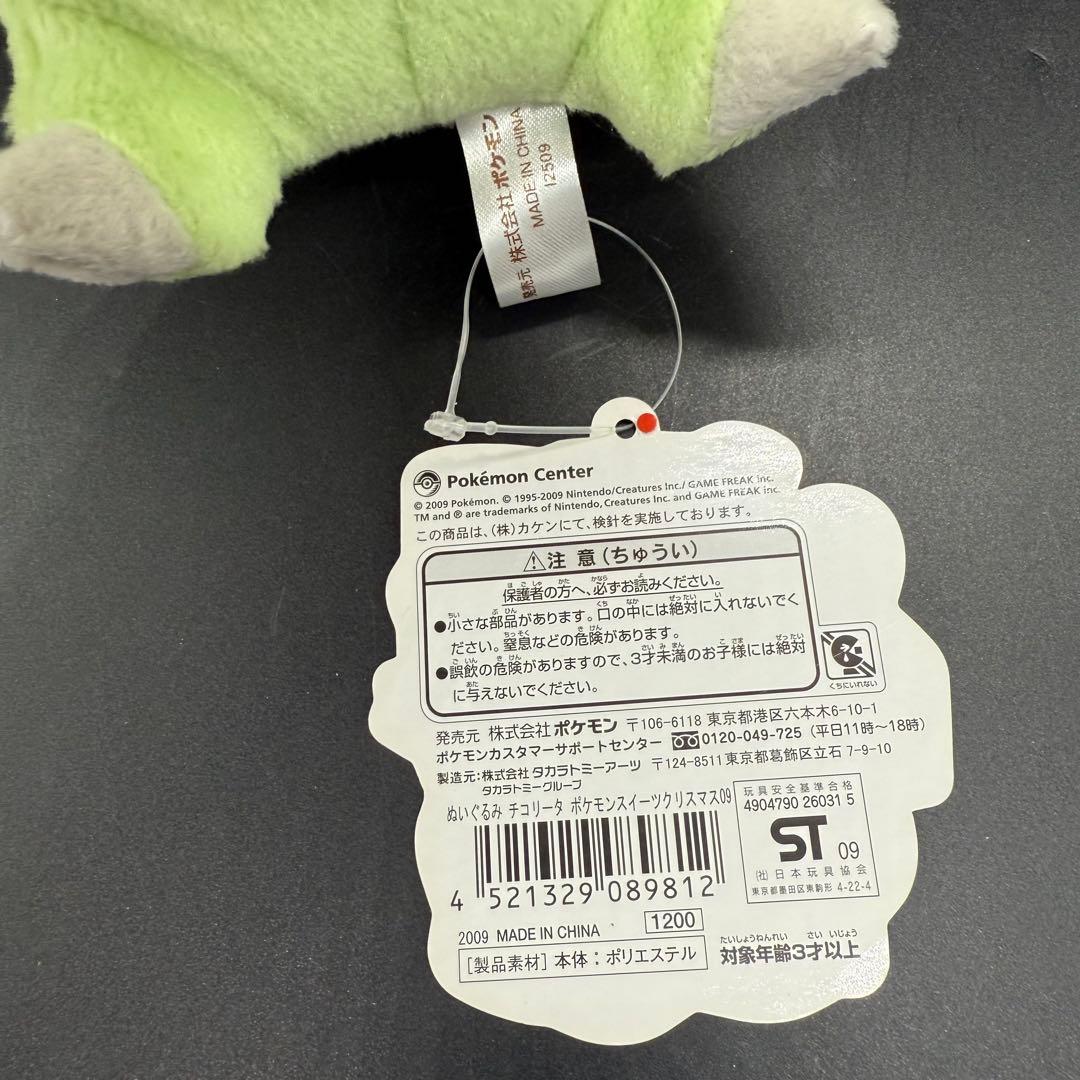 発売元 株式会社 ポケモン
MADE IN CHINA
I2509
Pokémon Center
© 2009 Pokémon. © 1995-2009 Nintendo/Creatures Inc./ GAME FREAK inc.
TM and ® are trademarks of Nintendo, Creatures Inc. and GAME FREAK inc.
この商品は、(株)カケンにて、検針を実施しております。
注 意(ちゅうい)
保護者の方へ、必ずお読みください。
●小さな部品があります。口の中には絶対に入れないでく
ださい。窒息などの危険があります。
●誤飲の危険がありますので、3才未満のお子様には絶対
に与えないでください。
くちにいれない
発売元 株式会社 ポケモン 〒106-6118 東京都港区六本木6-10-1
ポケモンカスタマーサポートセンター 0120-049-725 (平日11時〜18時)
製造元:株式会社 タカラトミーアーツ 〒124-8511東京都葛飾区立石 7-9-10
タカラトミーグループ
ぬいぐるみ チコリータ ポケモンスイーツクリスマス09
4 521329 089812
玩具安全基準合格
4904790 26031 5
ST 09
(社)日本玩具協会
東京都墨田区東駒形 4-22-4
1200
2009 MADE IN CHINA
[製品素材] 本体:ポリエステル
対象年齢3才以上